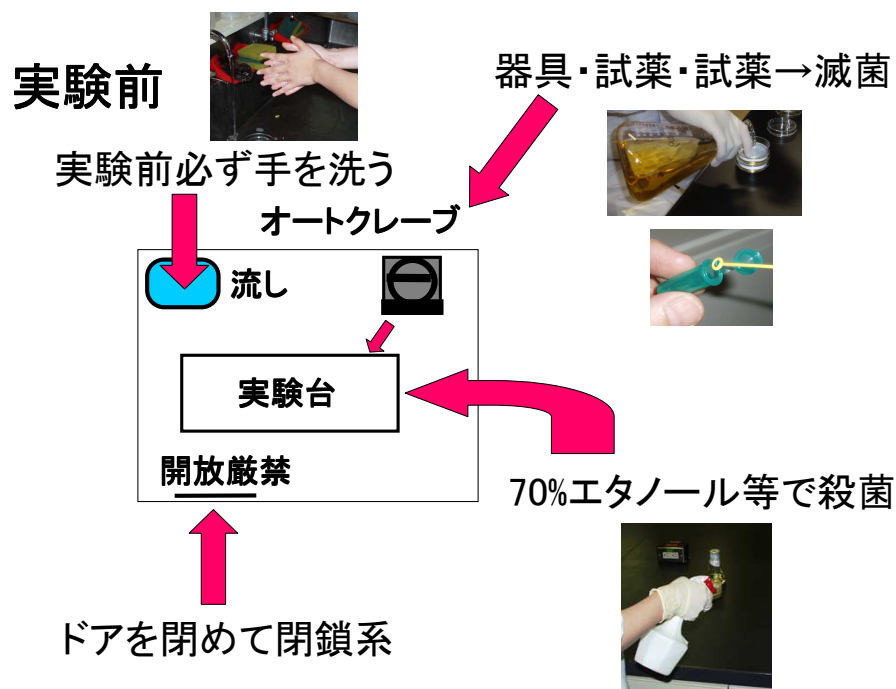 実験前
実験前必ず手を洗う
器具・試薬・試薬→滅菌
オートクレーブ
流し
実験台
開放厳禁
70%エタノール等で殺菌
ドアを閉めて閉鎖系